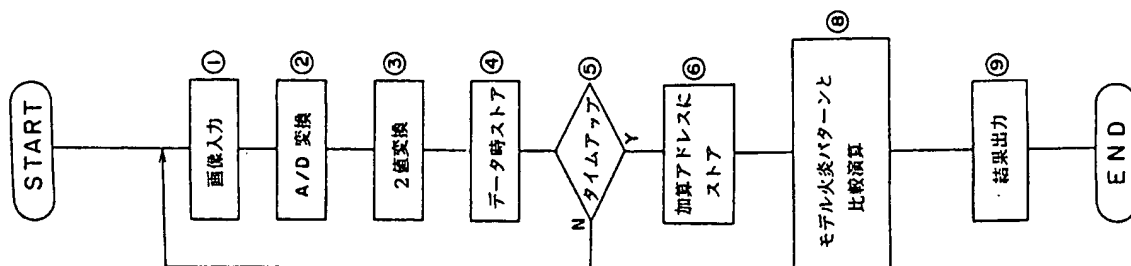 START
①
画像入力
②
A/D 変換
③
2値変換
④
データ時ストア
⑤
タイムアップ
N
Y
⑥
加算アドレスに
ストア
⑧
モデル火炎パターンと
比較演算
⑨
結果出力
END